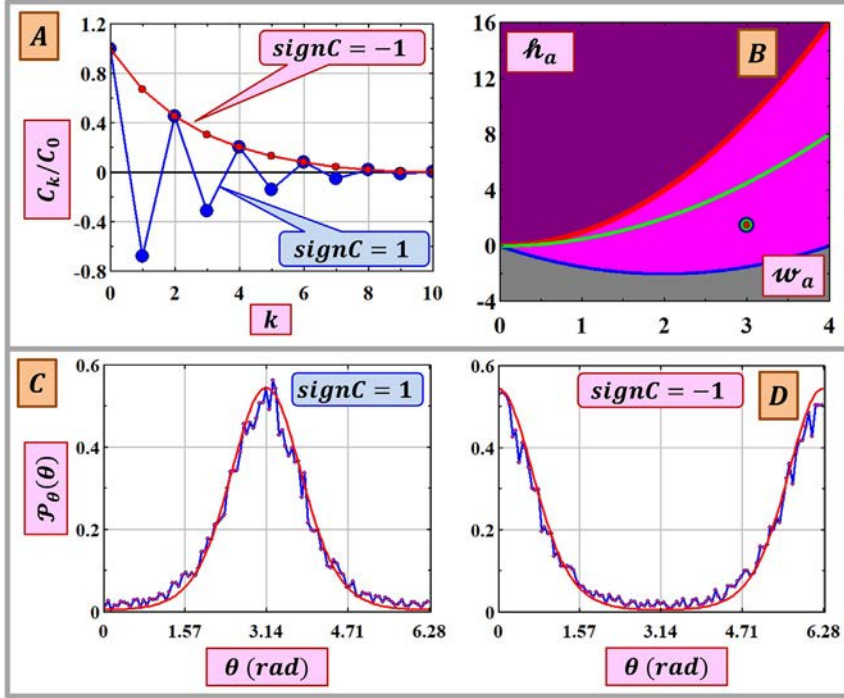 A
1.2
0.8
0.4
0
-0.4
-0.8
0 2 4 6 8 10
C_k/C_0
k
signC = −1
signC = 1
B
𝒽_a
16
12
8
4
0
-4
0 1 2 3 4
𝓌_a
C
signC = 1
0.6
0.4
0.2
0
0 1.57 3.14 4.71 6.28
𝒫_θ(θ)
θ (rad)
D
signC = −1
0.6
0.4
0.2
0
0 1.57 3.14 4.71 6.28
θ (rad)